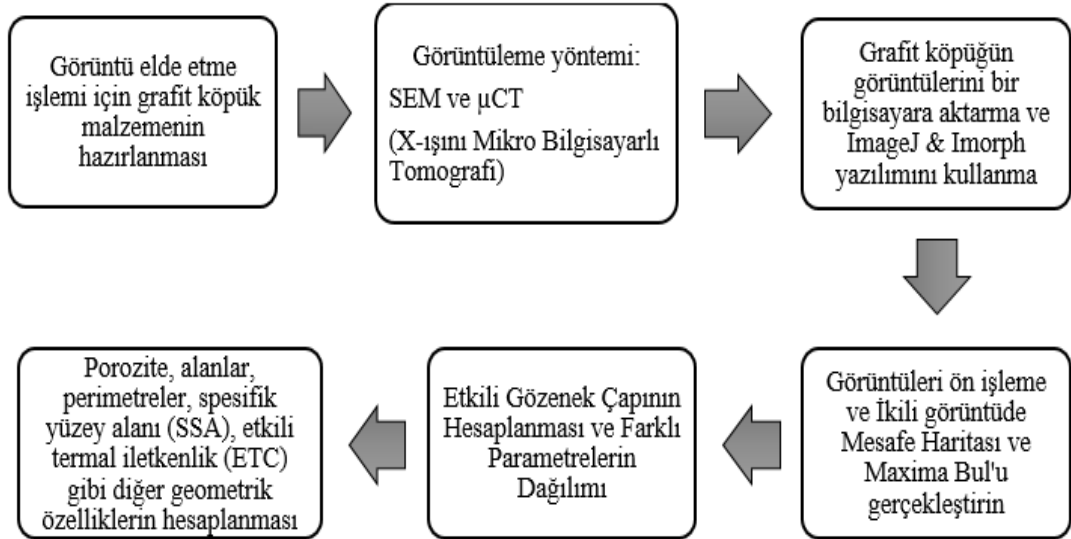 Görüntü elde etme
işlemi için grafit köpük
malzemenin
hazırlanması
Görüntüleme yöntemi:
SEM ve µCT
(X-ışını Mikro Bilgisayarlı
Tomografi)
Grafit köpüğün
görüntülerini bir
bilgisayara aktarma ve
ImageJ & Imorph
yazılımını kullanma
Görüntüleri ön işleme
ve İkili görüntüde
Mesafe Haritası ve
Maxima Bul'u
gerçekleştirin
Etkili Gözenek Çapının
Hesaplanması ve Farklı
Parametrelerin
Dağılımı
Porozite, alanlar,
perimetreler, spesifik
yüzey alanı (SSA), etkili
termal iletkenlik (ETC)
gibi diğer geometrik
özelliklerin hesaplanması